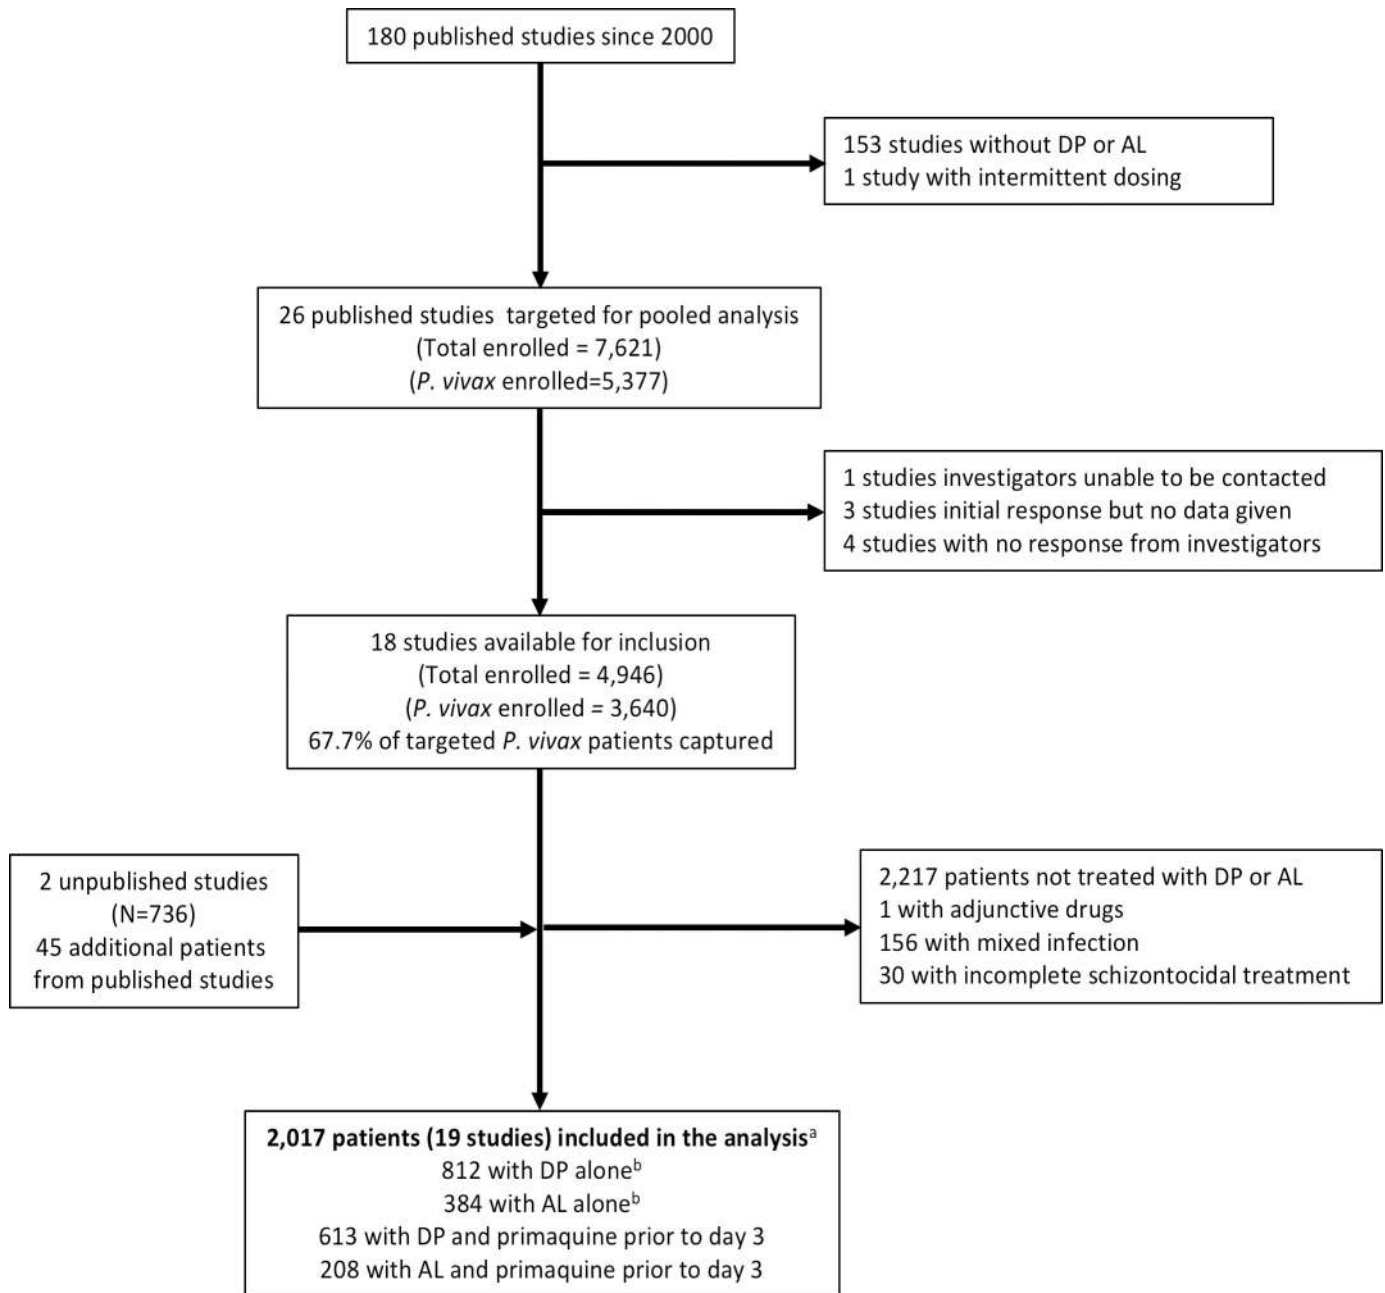 180 published studies since 2000
153 studies without DP or AL
1 study with intermittent dosing
26 published studies targeted for pooled analysis
(Total enrolled = 7,621)
(P. vivax enrolled=5,377)
1 studies investigators unable to be contacted
3 studies initial response but no data given
4 studies with no response from investigators
18 studies available for inclusion
(Total enrolled = 4,946)
(P. vivax enrolled = 3,640)
67.7% of targeted P. vivax patients captured
2 unpublished studies
(N=736)
45 additional patients
from published studies
2,217 patients not treated with DP or AL
1 with adjunctive drugs
156 with mixed infection
30 with incomplete schizontocidal treatment
2,017 patients (19 studies) included in the analysisᵃ
812 with DP aloneᵇ
384 with AL aloneᵇ
613 with DP and primaquine prior to day 3
208 with AL and primaquine prior to day 3